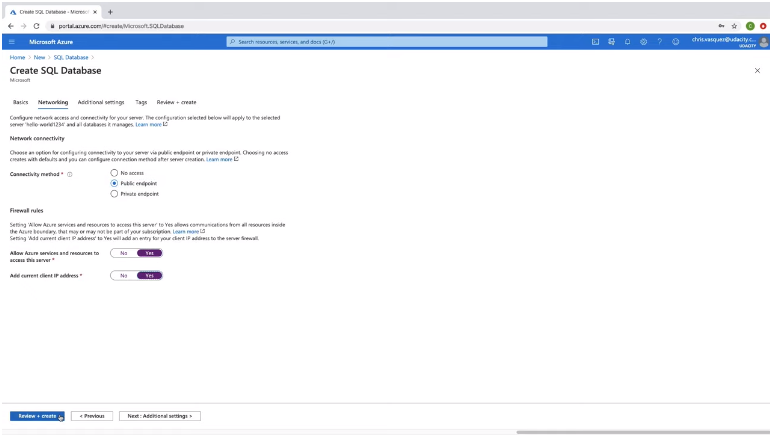 Create SQL Database - Microso
portal.azure.com/#create/Microsoft.SQLDatabase
Microsoft Azure
Search resources, services, and docs (G+/)
chris.vasquez@udacity.c...
UDACITY
Home > New > SQL Database >
Create SQL Database
Microsoft
Basics Networking Additional settings Tags Review + create
Configure network access and connectivity for your server. The configuration selected below will apply to the selected
server 'hello-world1234' and all databases it manages. Learn more
Network connectivity
Choose an option for configuring connectivity to your server via public endpoint or private endpoint. Choosing no access
creates with defaults and you can configure connection method after server creation. Learn more
Connectivity method *
No access
Public endpoint
Private endpoint
Firewall rules
Setting 'Allow Azure services and resources to access this server' to Yes allows communications from all resources inside
the Azure boundary, that may or may not be part of your subscription. Learn more
Setting 'Add current client IP address' to Yes will add an entry for your client IP address to the server firewall.
Allow Azure services and resources to
access this server *
No Yes
Add current client IP address *
No Yes
Review + create
< Previous
Next : Additional settings >